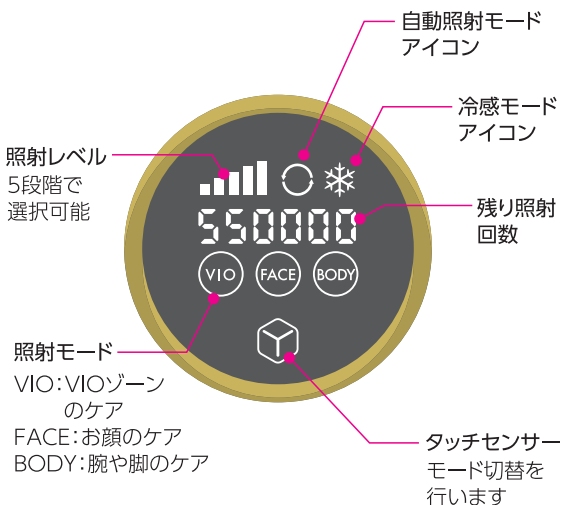 自動照射モード
アイコン
冷感モード
アイコン
照射レベル
5段階で
選択可能
550000
残り照射
回数
VIO FACE BODY
照射モード
VIO：VIOゾーン
のケア
FACE：お顔のケア
BODY：腕や脚のケア
タッチセンサー
モード切替を
行います